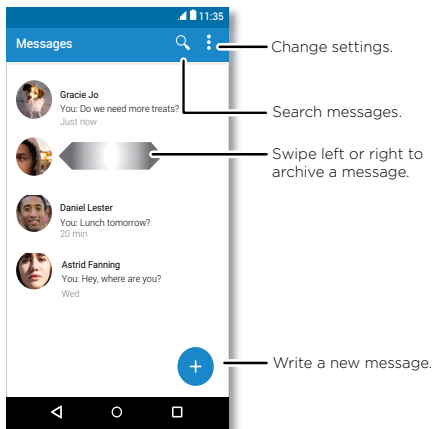 11:35
Messages
Change settings.
Gracie Jo
You: Do we need more treats?
Just now
Search messages.
Swipe left or right to
archive a message.
Daniel Lester
You: Lunch tomorrow?
20 min
Astrid Fanning
You: Hey, where are you?
Wed
Write a new message.